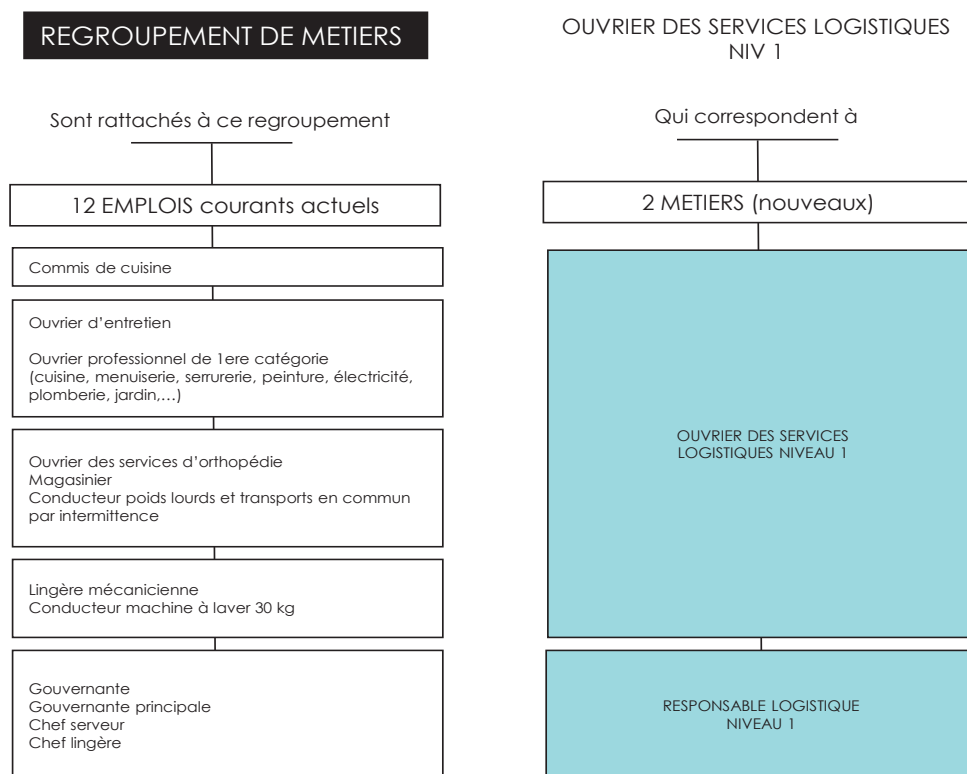 REGROUPEMENT DE METIERS
OUVRIER DES SERVICES LOGISTIQUES
NIV 1
Sont rattachés à ce regroupement
Qui correspondent à
12 EMPLOIS courants actuels
2 METIERS (nouveaux)
Commis de cuisine
Ouvrier d’entretien
Ouvrier professionnel de 1ere catégorie
(cuisine, menuiserie, serrurerie, peinture, électricité,
plomberie, jardin,…)
Ouvrier des services d’orthopédie
Magasinier
Conducteur poids lourds et transports en commun
par intermittence
Lingère mécanicienne
Conducteur machine à laver 30 kg
Gouvernante
Gouvernante principale
Chef serveur
Chef lingère
OUVRIER DES SERVICES
LOGISTIQUES NIVEAU 1
RESPONSABLE LOGISTIQUE
NIVEAU 1